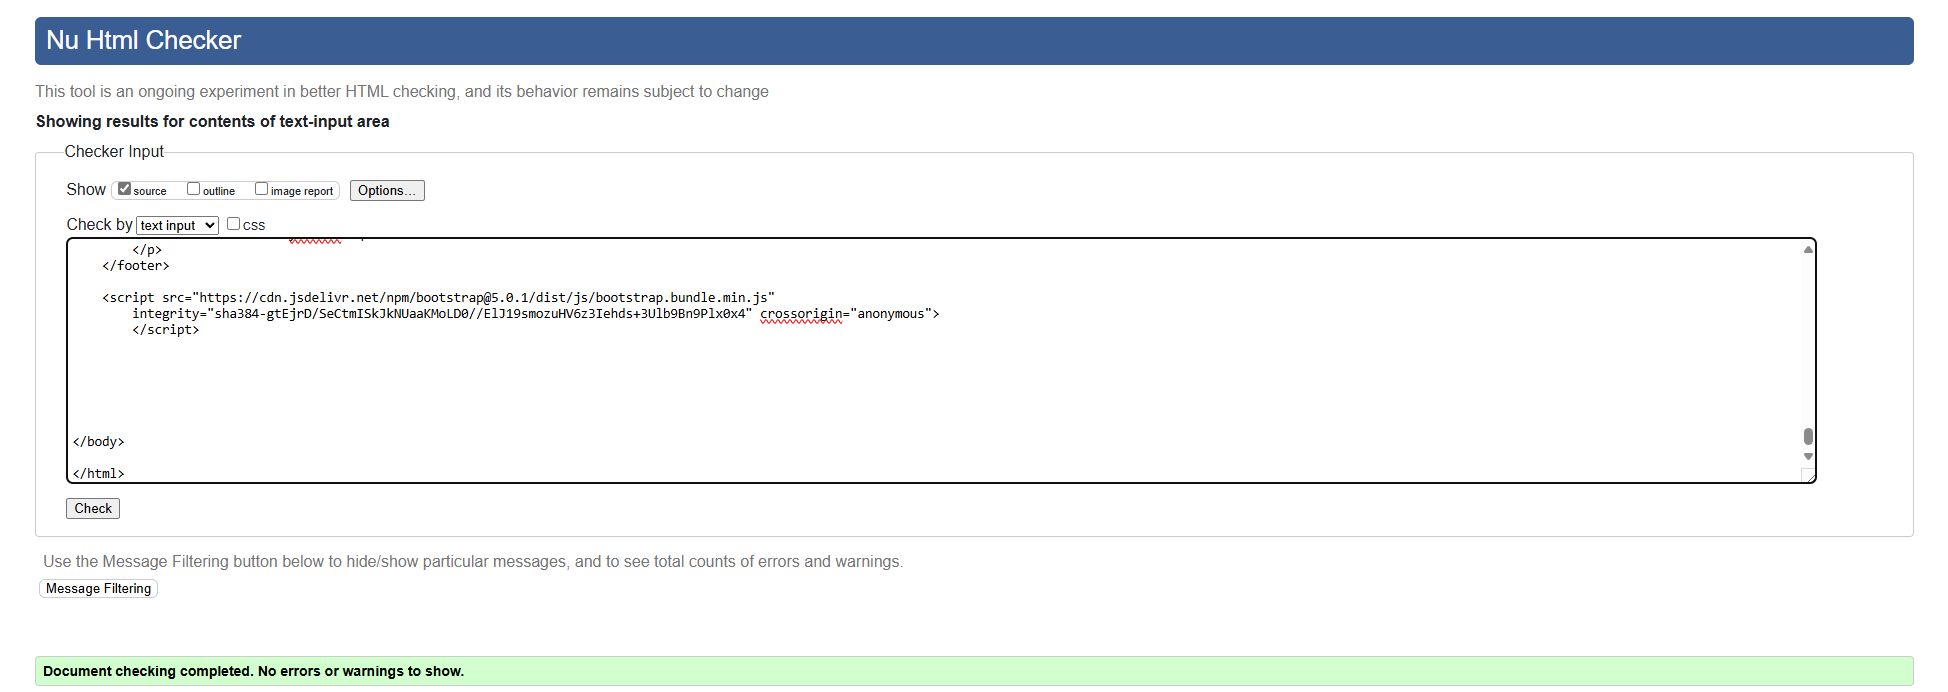 Nu Html Checker
This tool is an ongoing experiment in better HTML checking, and its behavior remains subject to change
Showing results for contents of text-input area
Checker Input
Show source outline image report Options...
Check by text input css
</p>
</footer>
<script src="https://cdn.jsdelivr.net/npm/bootstrap@5.0.1/dist/js/bootstrap.bundle.min.js"
integrity="sha384-gtEjrD/SeCtmISkJkNUaaKMoLD0//ElJ19smozuHV6z3Iehds+3Ulb9Bn9Plx0x4" crossorigin="anonymous">
</script>
</body>
</html>
Check
Use the Message Filtering button below to hide/show particular messages, and to see total counts of errors and warnings.
Message Filtering
Document checking completed. No errors or warnings to show.